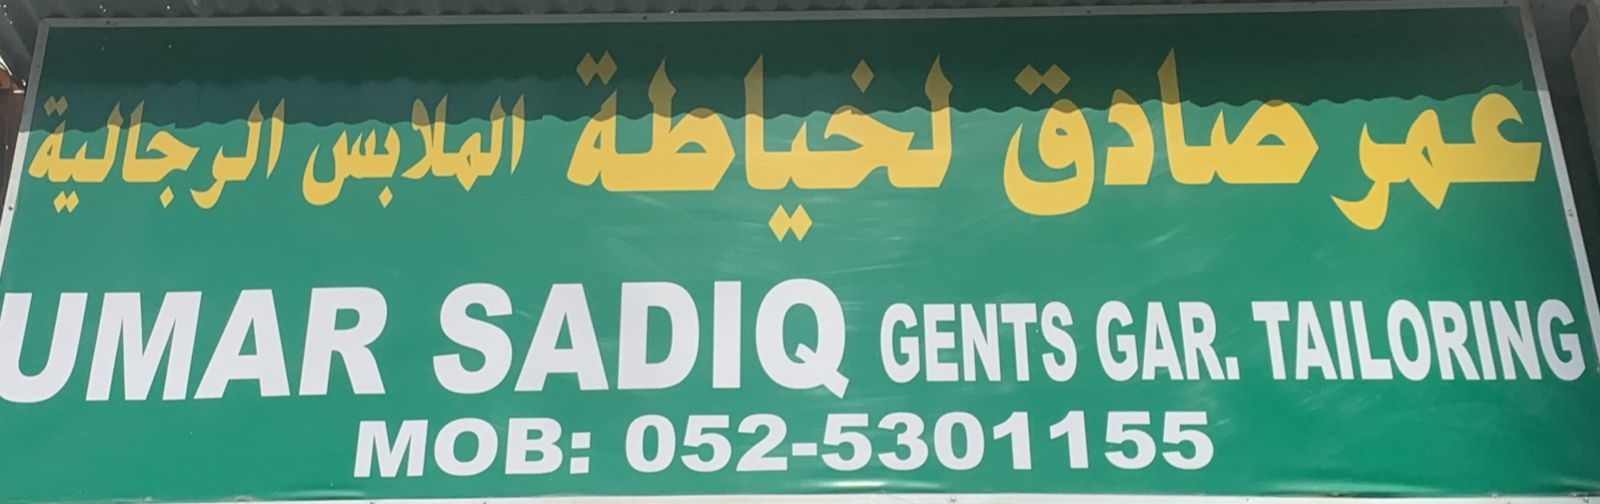 عمر صادق لخياطة الملابس الرجالية
UMAR SADIQ GENTS GAR. TAILORING
MOB: 052-5301155